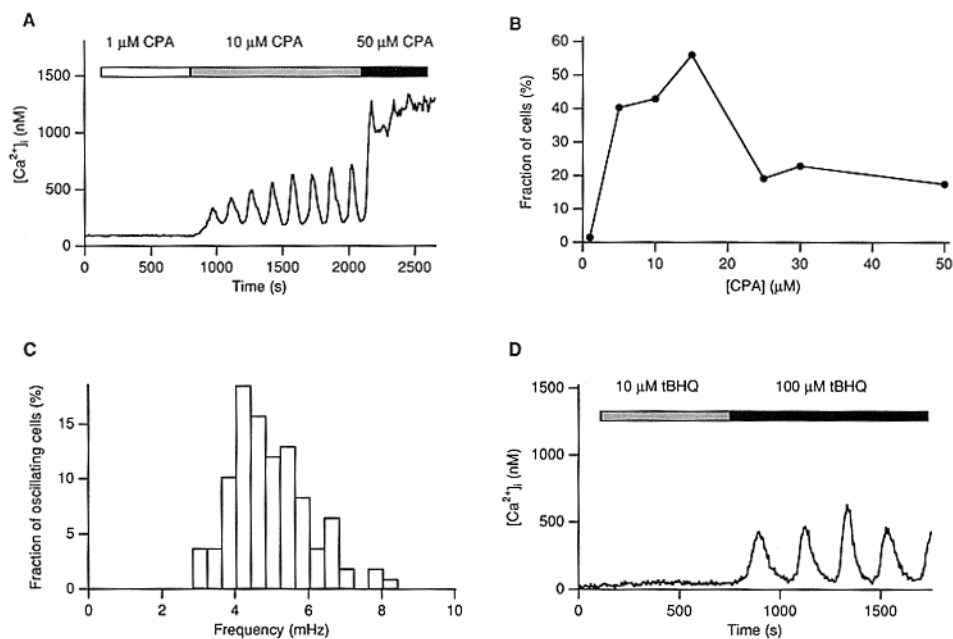 A
1 µM CPA 10 µM CPA 50 µM CPA
1500
1000
500
0
[Ca²⁺]ᵢ (nM)
0 500 1000 1500 2000 2500
Time (s)
B
60
50
40
30
20
10
0
Fraction of cells (%)
0 10 20 30 40 50
[CPA] (µM)
C
15
10
5
0
Fraction of oscillating cells (%)
0 2 4 6 8 10
Frequency (mHz)
D
10 µM tBHQ 100 µM tBHQ
1500
1000
500
0
[Ca²⁺]ᵢ (nM)
0 500 1000 1500
Time (s)